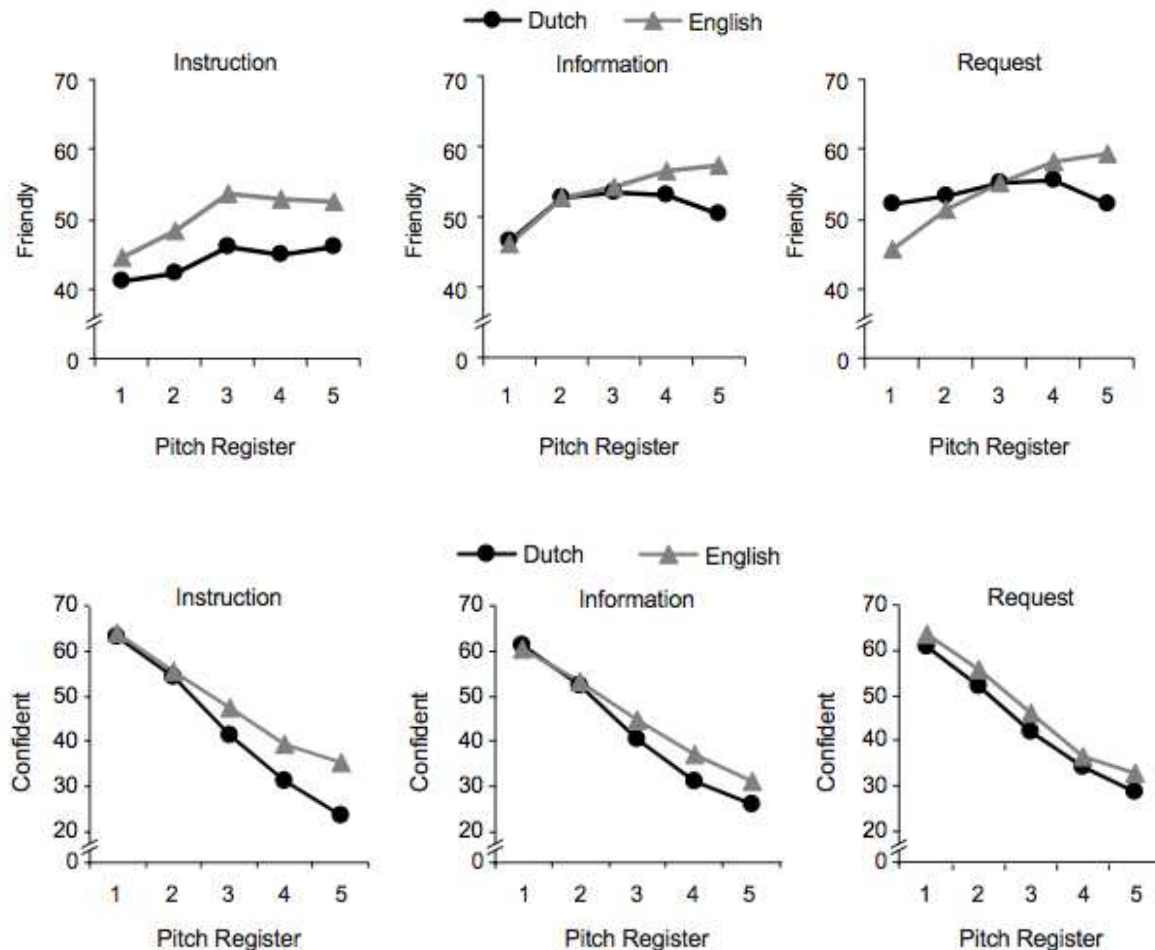 Dutch English
Instruction Information Request
70 70 70
60 60 60
Friendly Friendly Friendly
50 50 50
40 40 40
0 0 0
1 2 3 4 5 1 2 3 4 5 1 2 3 4 5
Pitch Register Pitch Register Pitch Register
Dutch English
Instruction Information Request
70 70 70
60 60 60
50 50 50
Confident Confident Confident
40 40 40
30 30 30
20 20 20
0 0 0
1 2 3 4 5 1 2 3 4 5 1 2 3 4 5
Pitch Register Pitch Register Pitch Register